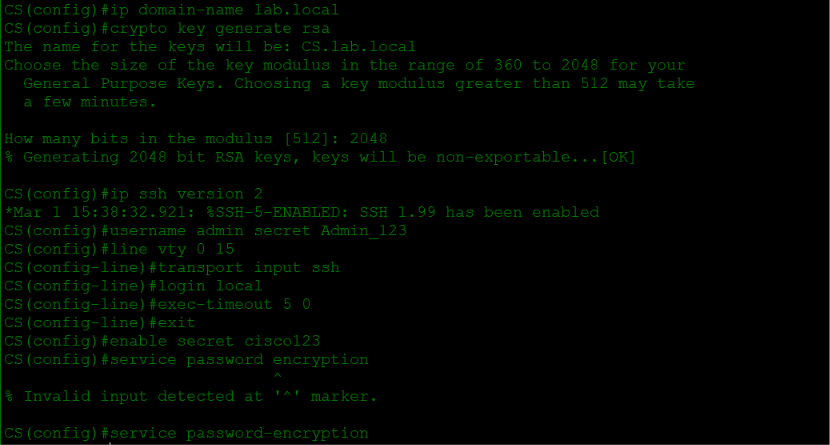 CS(config)#ip domain-name lab.local
CS(config)#crypto key generate rsa
The name for the keys will be: CS.lab.local
Choose the size of the key modulus in the range of 360 to 2048 for your
  General Purpose Keys. Choosing a key modulus greater than 512 may take
  a few minutes.

How many bits in the modulus [512]: 2048
% Generating 2048 bit RSA keys, keys will be non-exportable...[OK]

CS(config)#ip ssh version 2
*Mar 1 15:38:32.921: %SSH-5-ENABLED: SSH 1.99 has been enabled
CS(config)#username admin secret Admin_123
CS(config)#line vty 0 15
CS(config-line)#transport input ssh
CS(config-line)#login local
CS(config-line)#exec-timeout 5 0
CS(config-line)#exit
CS(config)#enable secret cisco123
CS(config)#service password encryption
                            ^
% Invalid input detected at '^' marker.

CS(config)#service password-encryption